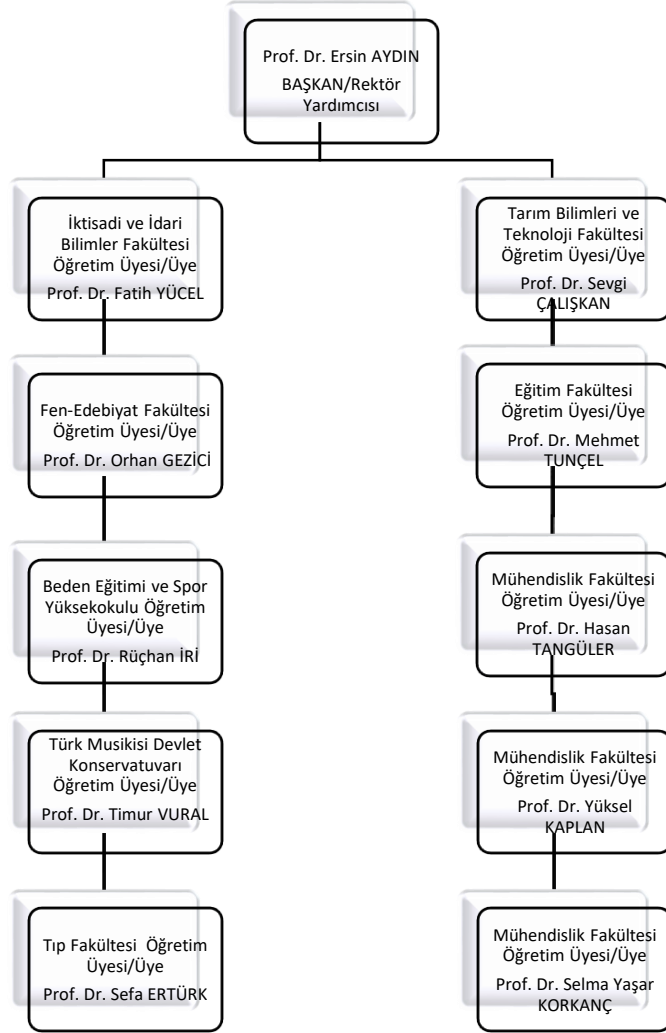 Prof. Dr. Ersin AYDIN
BAŞKAN/Rektör
Yardımcısı
İktisadi ve İdari
Bilimler Fakültesi
Öğretim Üyesi/Üye
Prof. Dr. Fatih YÜCEL
Fen-Edebiyat Fakültesi
Öğretim Üyesi/Üye
Prof. Dr. Orhan GEZİCİ
Beden Eğitimi ve Spor
Yüksekokulu Öğretim
Üyesi/Üye
Prof. Dr. Rüçhan İRİ
Türk Musikisi Devlet
Konservatuvarı
Öğretim Üyesi/Üye
Prof. Dr. Timur VURAL
Tıp Fakültesi Öğretim
Üyesi/Üye
Prof. Dr. Sefa ERTÜRK
Tarım Bilimleri ve
Teknoloji Fakültesi
Öğretim Üyesi/Üye
Prof. Dr. Sevgi
ÇALIŞKAN
Eğitim Fakültesi
Öğretim Üyesi/Üye
Prof. Dr. Mehmet
TUNÇEL
Mühendislik Fakültesi
Öğretim Üyesi/Üye
Prof. Dr. Hasan
TANGÜLER
Mühendislik Fakültesi
Öğretim Üyesi/Üye
Prof. Dr. Yüksel
KAPLAN
Mühendislik Fakültesi
Öğretim Üyesi/Üye
Prof. Dr. Selma Yaşar
KORKANÇ